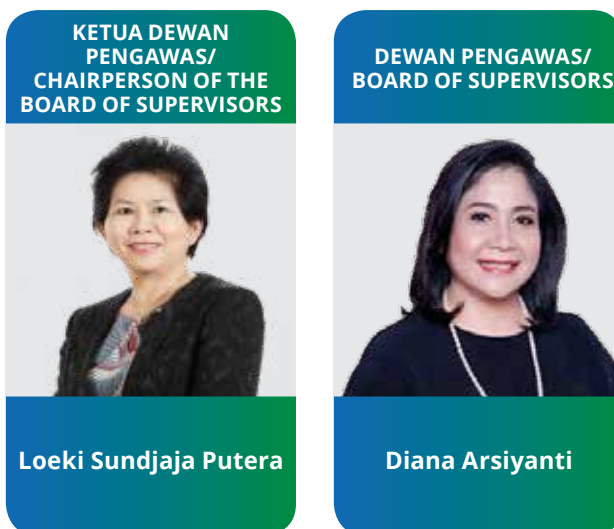 KETUA DEWAN
PENGAWAS/
CHAIRPERSON OF THE
BOARD OF SUPERVISORS
Loeki Sundjaja Putera
DEWAN PENGAWAS/
BOARD OF SUPERVISORS
Diana Arsiyanti